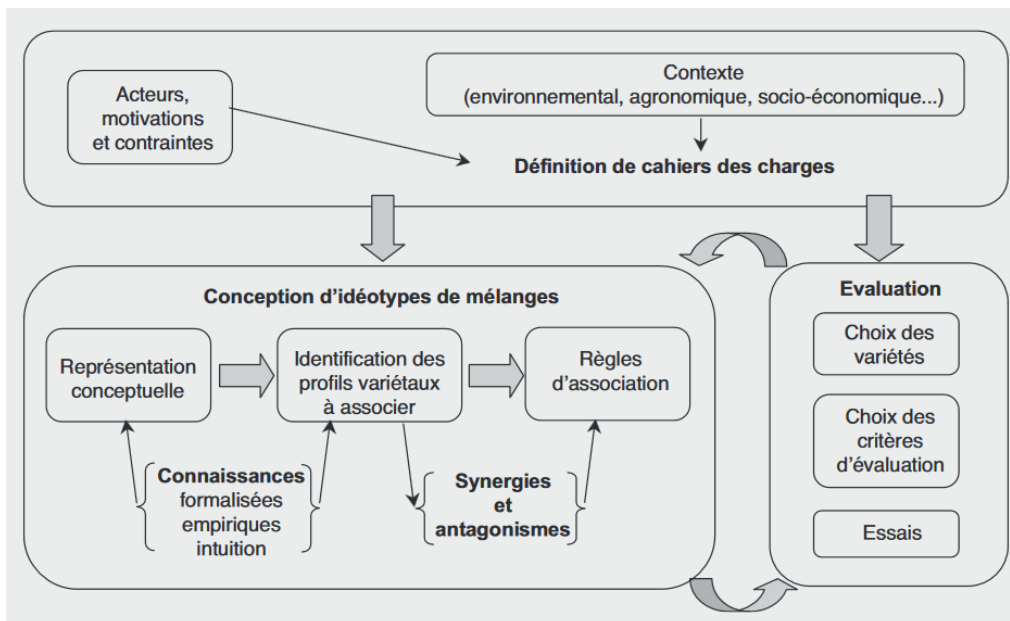 Acteurs,
motivations
et contraintes
Contexte
(environnemental, agronomique, socio-économique...)
Définition de cahiers des charges
Conception d'idéotypes de mélanges
Représentation
conceptuelle
Identification des
profils variétaux
à associer
Règles
d'association
Connaissances
formalisées
empiriques
intuition
Synergies
et
antagonismes
Evaluation
Choix des
variétés
Choix des
critères
d'évaluation
Essais